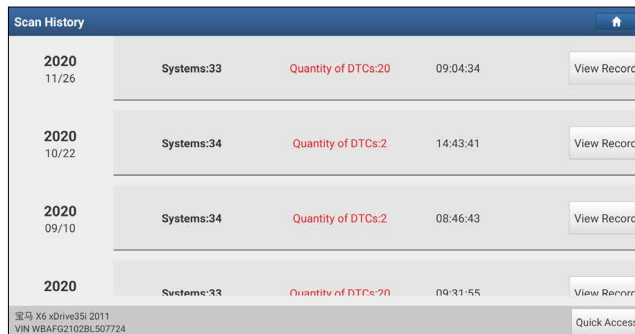 Scan History
2020
11/26
Systems:33
Quantity of DTCs:20
09:04:34
View Record
2020
10/22
Systems:34
Quantity of DTCs:2
14:43:41
View Record
2020
09/10
Systems:34
Quantity of DTCs:2
08:46:43
View Record
2020
Systems:33
Quantity of DTCs:20
09:31:55
View Record
宝马 X6 xDrive35i 2011
VIN WBAFG2102BL507724
Quick Access